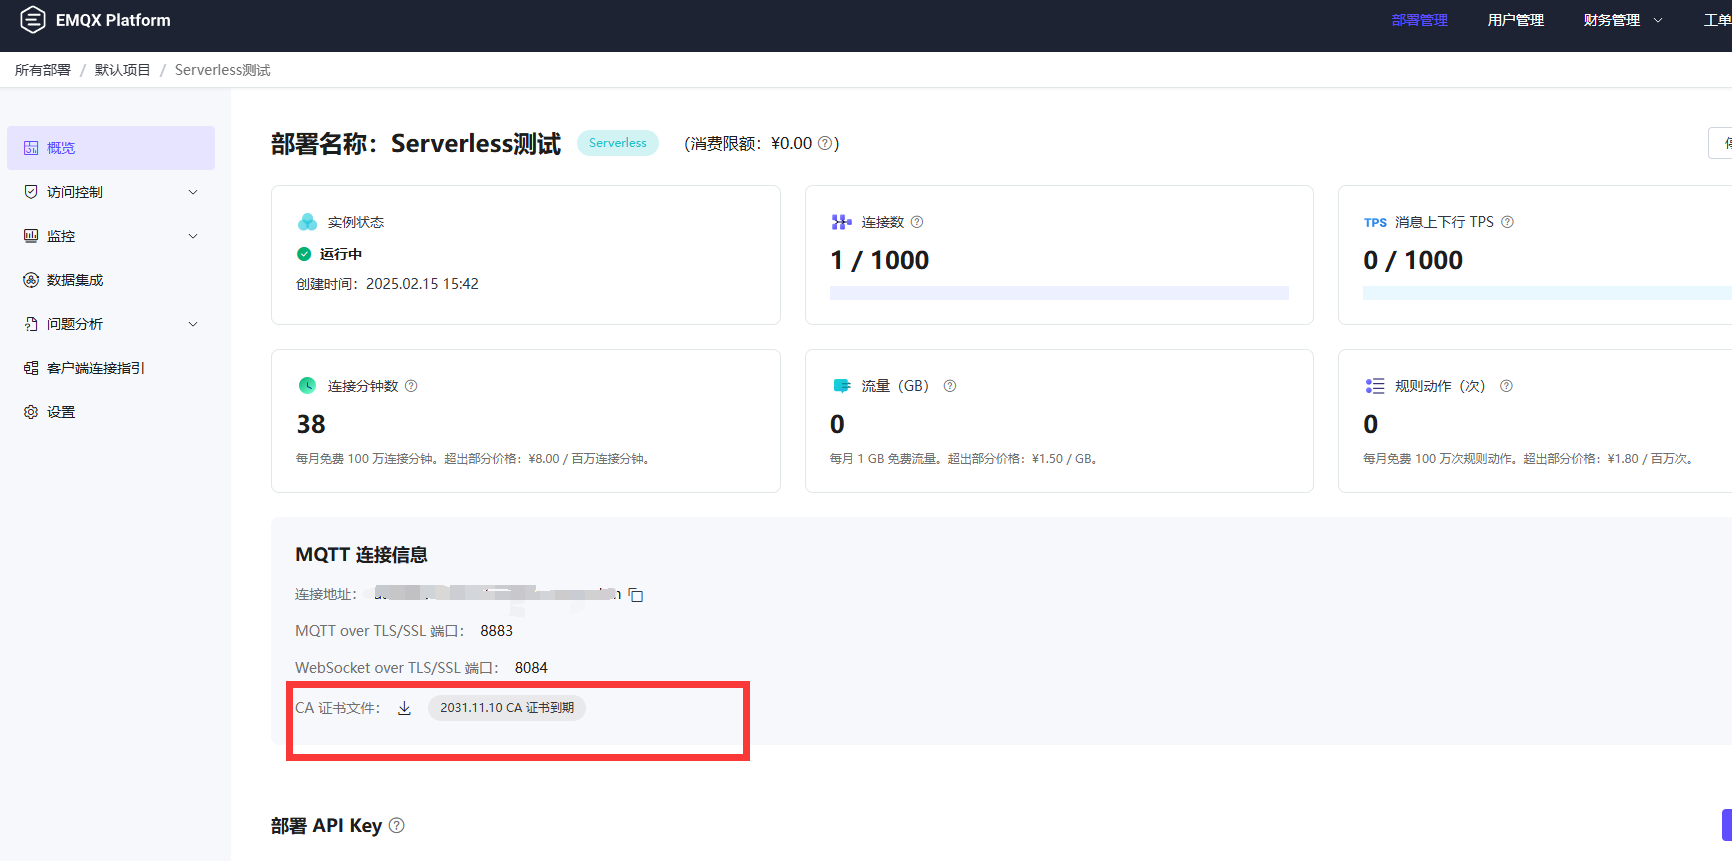 EMQX Platform
部署管理 用户管理 财务管理 工单
所有部署 / 默认项目 / Serverless测试
概览
访问控制
监控
数据集成
问题分析
客户端连接指引
设置
部署名称：Serverless测试 Serverless (消费限额：¥0.00 ?)
实例状态
运行中
创建时间：2025.02.15 15:42
连接数 ?
1 / 1000
TPS 消息上下行 TPS ?
0 / 1000
连接分钟数 ?
38
每月免费 100 万连接分钟。超出部分价格：¥8.00 / 百万连接分钟。
流量（GB） ?
0
每月 1 GB 免费流量。超出部分价格：¥1.50 / GB。
规则动作（次） ?
0
每月免费 100 万次规则动作。超出部分价格：¥1.80 / 百万次。
MQTT 连接信息
连接地址：
MQTT over TLS/SSL 端口： 8883
WebSocket over TLS/SSL 端口： 8084
CA 证书文件： 2031.11.10 CA 证书到期
部署 API Key ?